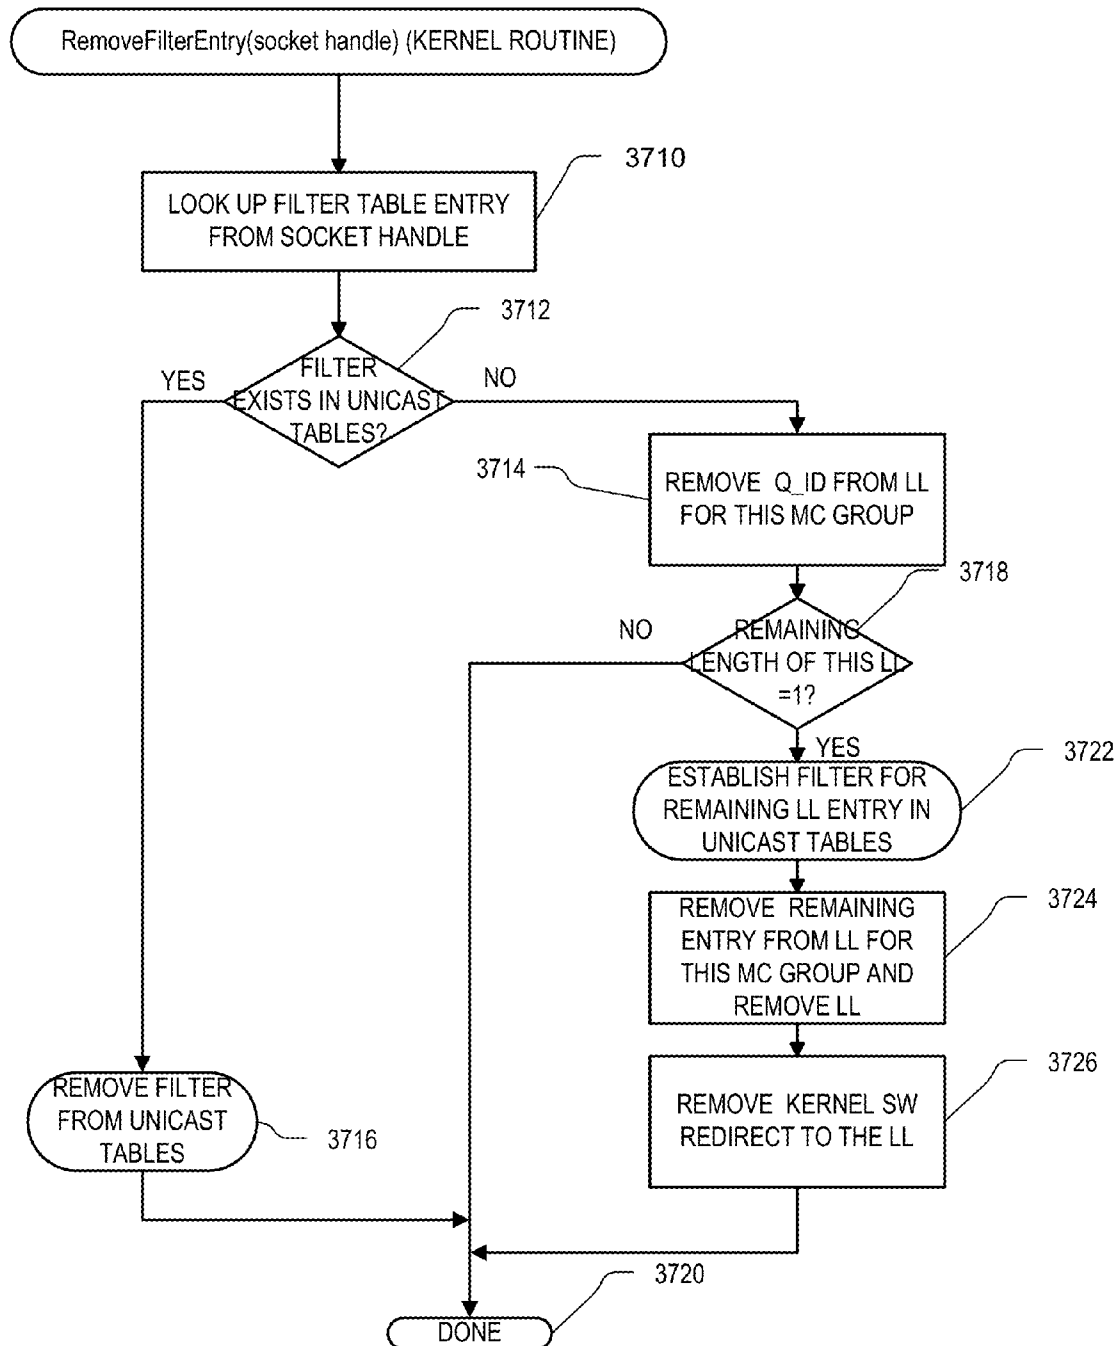 RemoveFilterEntry(socket handle) (KERNEL ROUTINE)
3710
LOOK UP FILTER TABLE ENTRY
FROM SOCKET HANDLE
3712
FILTER
EXISTS IN UNICAST
TABLES?
YES
NO
3714
REMOVE Q_ID FROM LL
FOR THIS MC GROUP
3718
REMAINING
LENGTH OF THIS LL
=1?
NO
YES
3722
ESTABLISH FILTER FOR
REMAINING LL ENTRY IN
UNICAST TABLES
3724
REMOVE REMAINING
ENTRY FROM LL FOR
THIS MC GROUP AND
REMOVE LL
3726
REMOVE KERNEL SW
REDIRECT TO THE LL
REMOVE FILTER
FROM UNICAST
TABLES
3716
3720
DONE